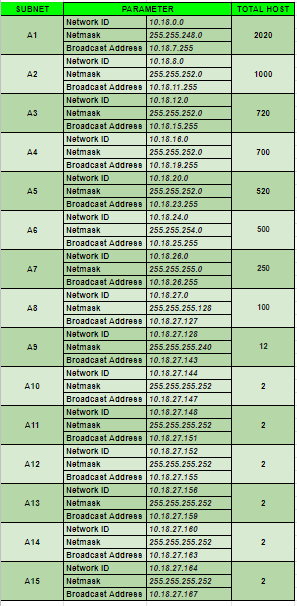 SUBNET PARAMETER TOTAL HOST
A1 Network ID 10.18.0.0 2020
Netmask 255.255.248.0
Broadcast Address 10.18.7.255
A2 Network ID 10.18.8.0 1000
Netmask 255.255.252.0
Broadcast Address 10.18.11.255
A3 Network ID 10.18.12.0 720
Netmask 255.255.252.0
Broadcast Address 10.18.15.255
A4 Network ID 10.18.16.0 700
Netmask 255.255.252.0
Broadcast Address 10.18.19.255
A5 Network ID 10.18.20.0 520
Netmask 255.255.252.0
Broadcast Address 10.18.23.255
A6 Network ID 10.18.24.0 500
Netmask 255.255.254.0
Broadcast Address 10.18.25.255
A7 Network ID 10.18.26.0 250
Netmask 255.255.255.0
Broadcast Address 10.18.26.255
A8 Network ID 10.18.27.0 100
Netmask 255.255.255.128
Broadcast Address 10.18.27.127
A9 Network ID 10.18.27.128 12
Netmask 255.255.255.240
Broadcast Address 10.18.27.143
A10 Network ID 10.18.27.144 2
Netmask 255.255.255.252
Broadcast Address 10.18.27.147
A11 Network ID 10.18.27.148 2
Netmask 255.255.255.252
Broadcast Address 10.18.27.151
A12 Network ID 10.18.27.152 2
Netmask 255.255.255.252
Broadcast Address 10.18.27.155
A13 Network ID 10.18.27.156 2
Netmask 255.255.255.252
Broadcast Address 10.18.27.159
A14 Network ID 10.18.27.160 2
Netmask 255.255.255.252
Broadcast Address 10.18.27.163
A15 Network ID 10.18.27.164 2
Netmask 255.255.255.252
Broadcast Address 10.18.27.167